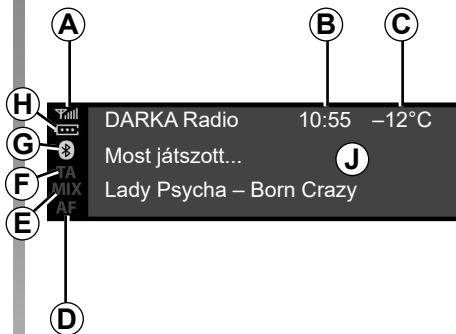 A B C
H
G
F
E
D
DARKA Radio 10:55 –12°C
Most játszott... J
Lady Psycha – Born Crazy
TA
MIX
AF